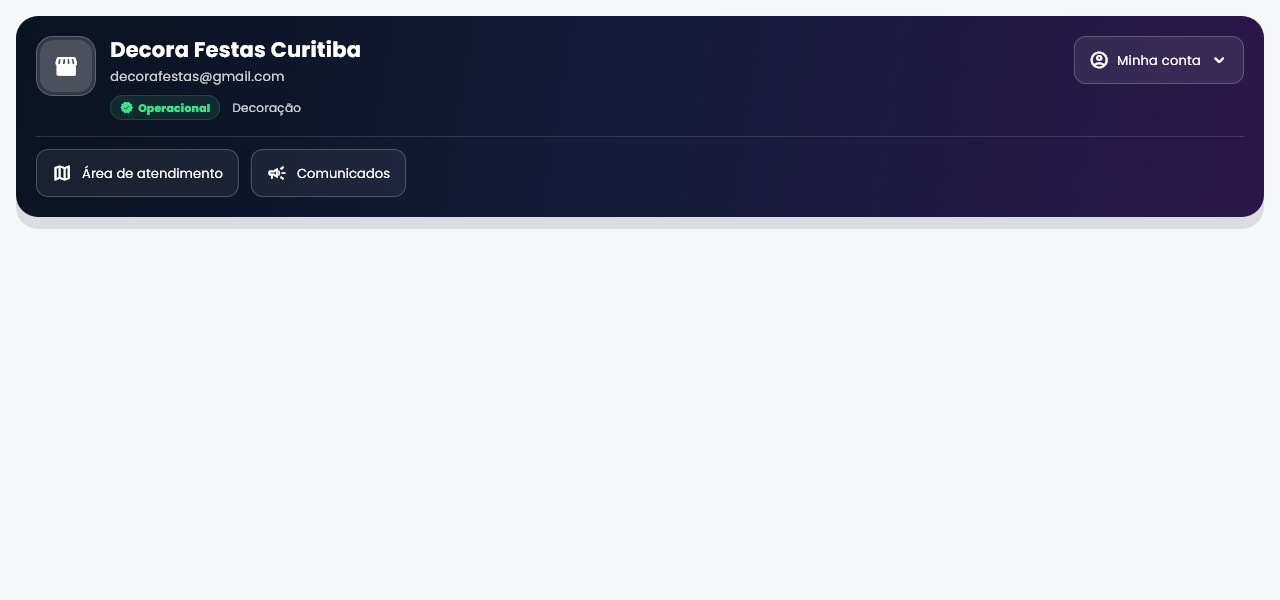 Decora Festas Curitiba
decorafestas@gmail.com
Operacional Decoração
Minha conta
Área de atendimento
Comunicados